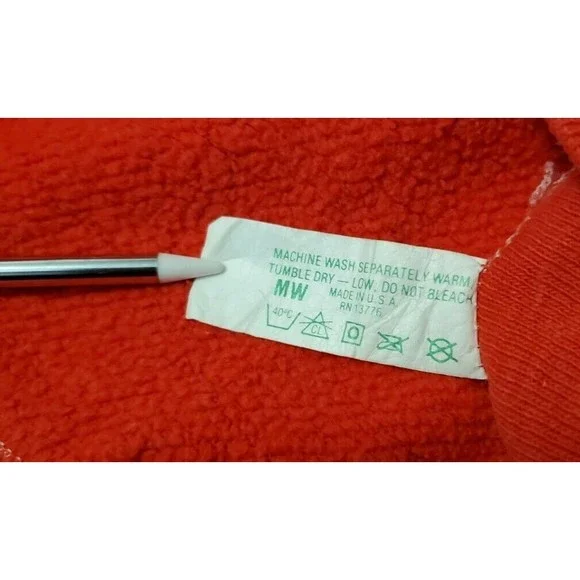 MACHINE WASH SEPARATELY WARM,
TUMBLE DRY — LOW. DO NOT BLEACH
MW MADE IN U.S.A.
RN 13776
40°C CL